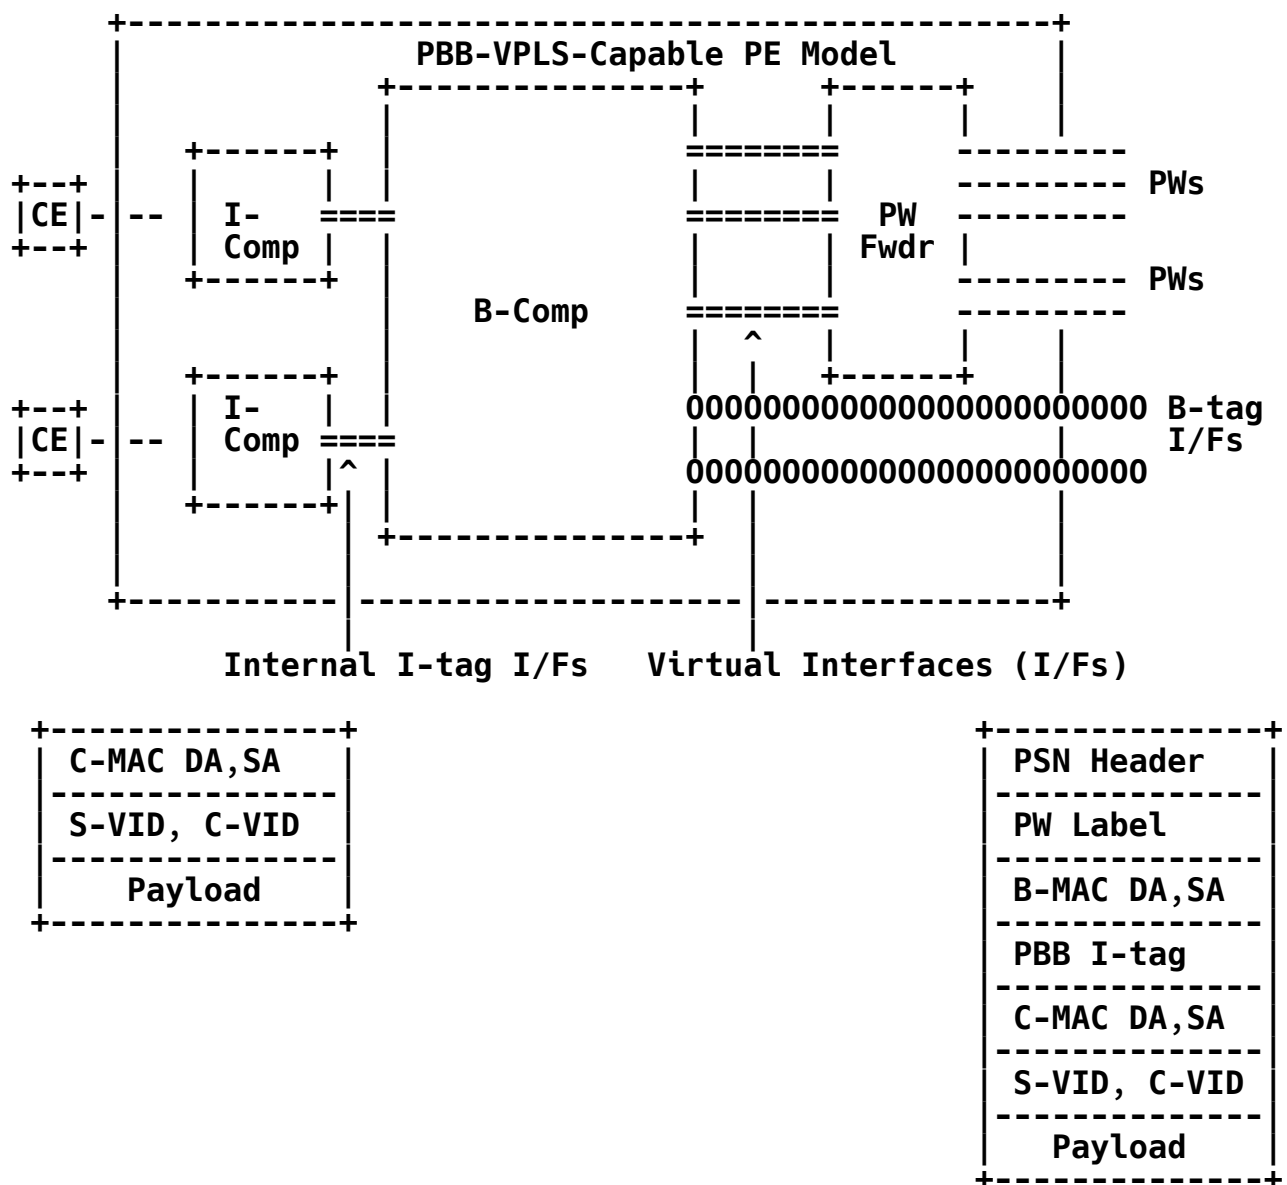 PBB-VPLS-Capable PE Model
PWs
CE I- PW
Comp Fwdr
PWs
B-Comp
I- B-tag
CE Comp I/Fs
Internal I-tag I/Fs Virtual Interfaces (I/Fs)
C-MAC DA,SA PSN Header
S-VID, C-VID PW Label
Payload B-MAC DA,SA
PBB I-tag
C-MAC DA,SA
S-VID, C-VID
Payload